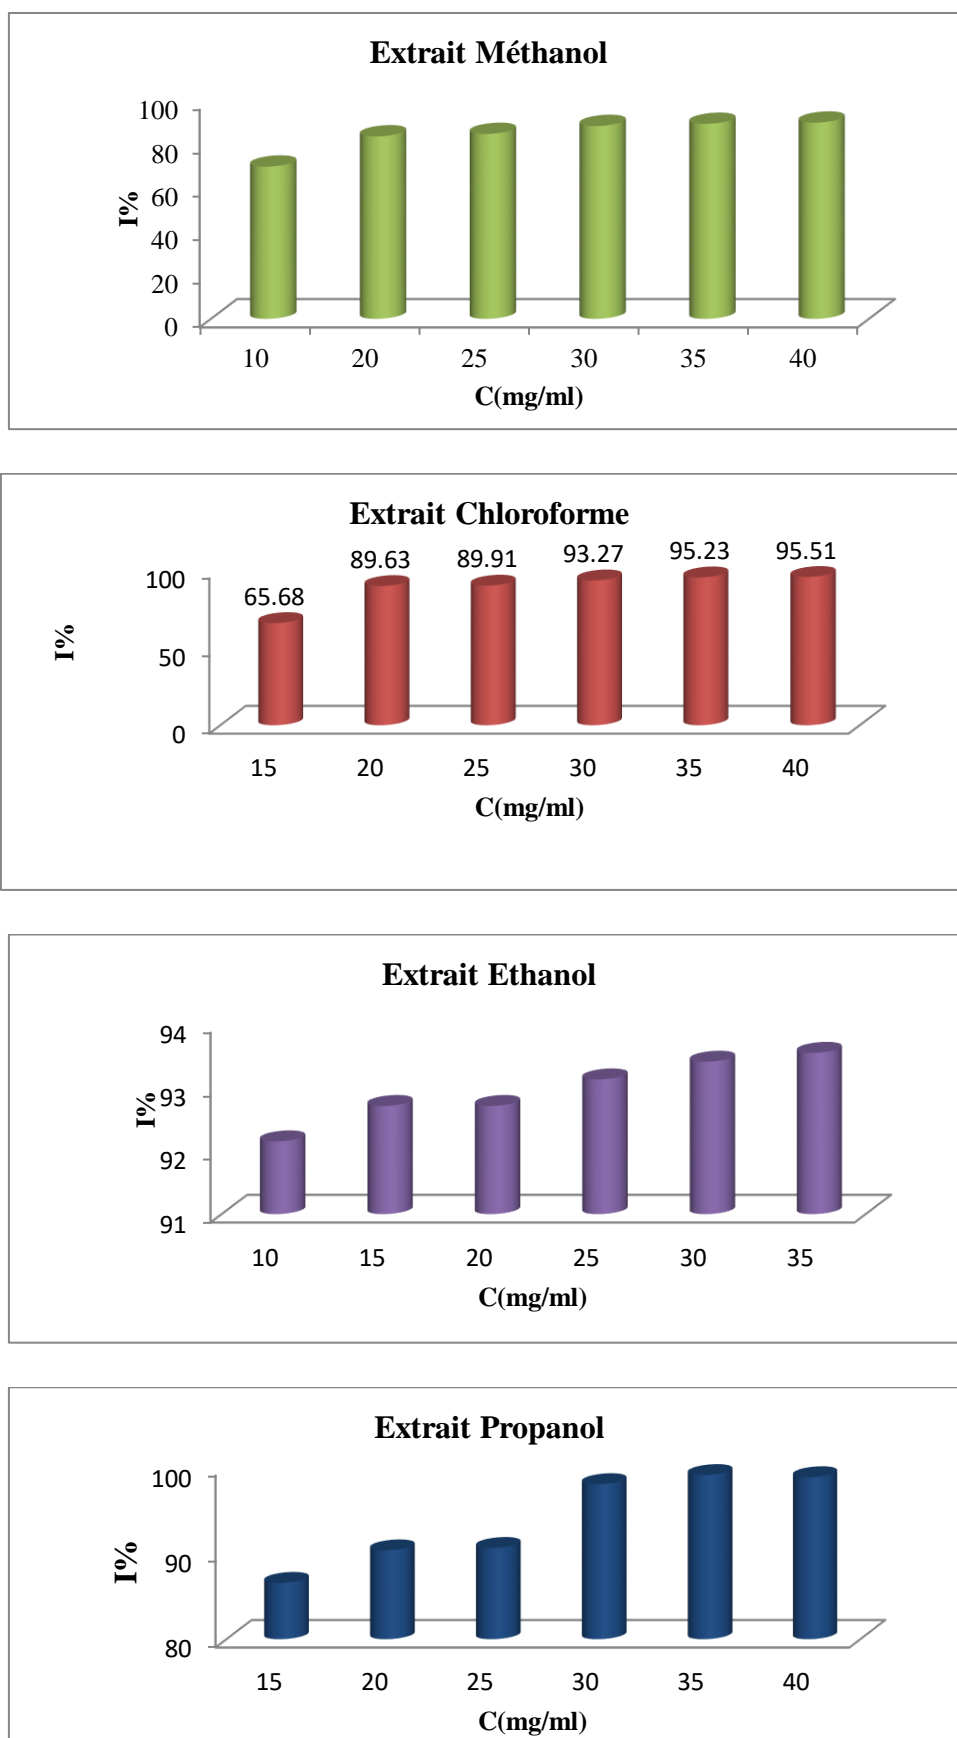 Extrait Méthanol
100
80
60
40
20
0
I%
10 20 25 30 35 40
C(mg/ml)
Extrait Chloroforme
65.68 89.63 89.91 93.27 95.23 95.51
100
50
0
I%
15 20 25 30 35 40
C(mg/ml)
Extrait Ethanol
94
93
92
91
I%
10 15 20 25 30 35
C(mg/ml)
Extrait Propanol
100
90
80
I%
15 20 25 30 35 40
C(mg/ml)